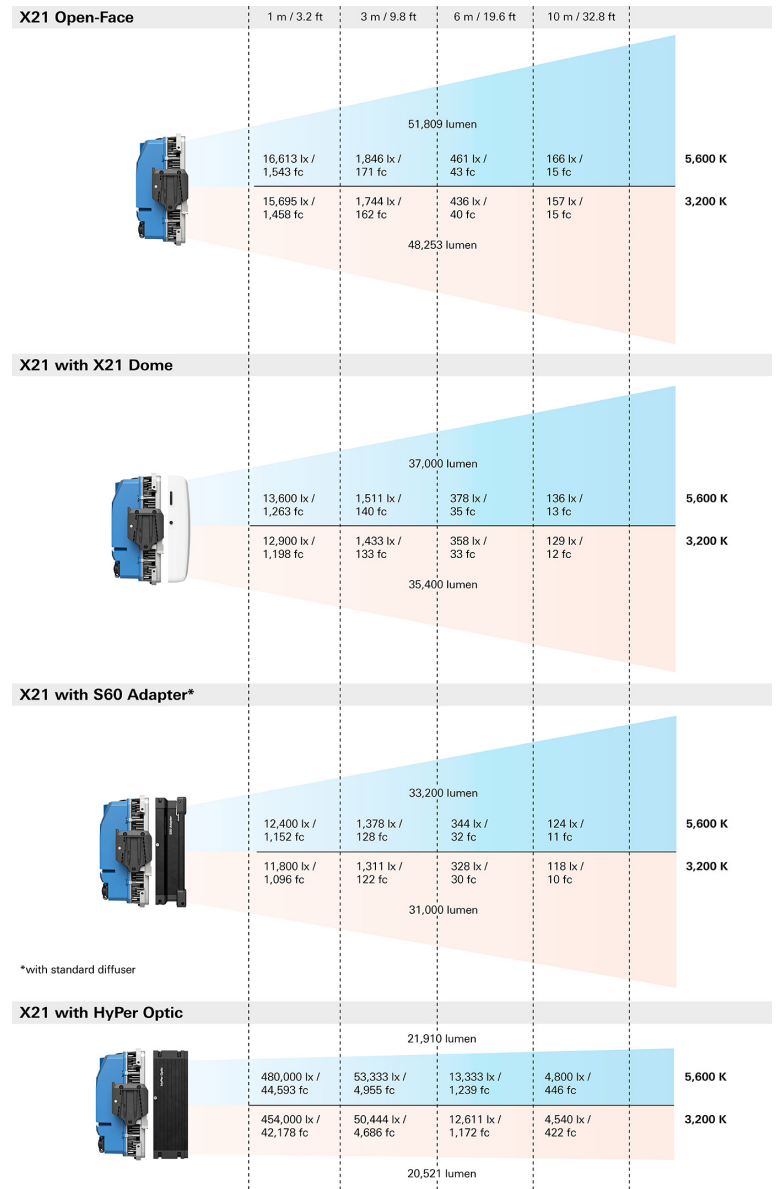 X21 Open-Face
1 m / 3.2 ft
3 m / 9.8 ft
6 m / 19.6 ft
10 m / 32.8 ft
51,809 lumen
16,613 lx /
1,543 fc
1,846 lx /
171 fc
461 lx /
43 fc
166 lx /
15 fc
5,600 K
15,695 lx /
1,458 fc
1,744 lx /
162 fc
436 lx /
40 fc
157 lx /
15 fc
3,200 K
48,253 lumen
X21 with X21 Dome
37,000 lumen
13,600 lx /
1,263 fc
1,511 lx /
140 fc
378 lx /
35 fc
136 lx /
13 fc
5,600 K
12,900 lx /
1,198 fc
1,433 lx /
133 fc
358 lx /
33 fc
129 lx /
12 fc
3,200 K
35,400 lumen
X21 with S60 Adapter*
33,200 lumen
S60 Adapter
12,400 lx /
1,152 fc
1,378 lx /
128 fc
344 lx /
32 fc
124 lx /
11 fc
5,600 K
11,800 lx /
1,096 fc
1,311 lx /
122 fc
328 lx /
30 fc
118 lx /
10 fc
3,200 K
31,000 lumen
*with standard diffuser
X21 with HyPer Optic
21,910 lumen
HyPer Optic
480,000 lx /
44,593 fc
53,333 lx /
4,955 fc
13,333 lx /
1,239 fc
4,800 lx /
446 fc
5,600 K
454,000 lx /
42,178 fc
50,444 lx /
4,686 fc
12,611 lx /
1,172 fc
4,540 lx /
422 fc
3,200 K
20,521 lumen